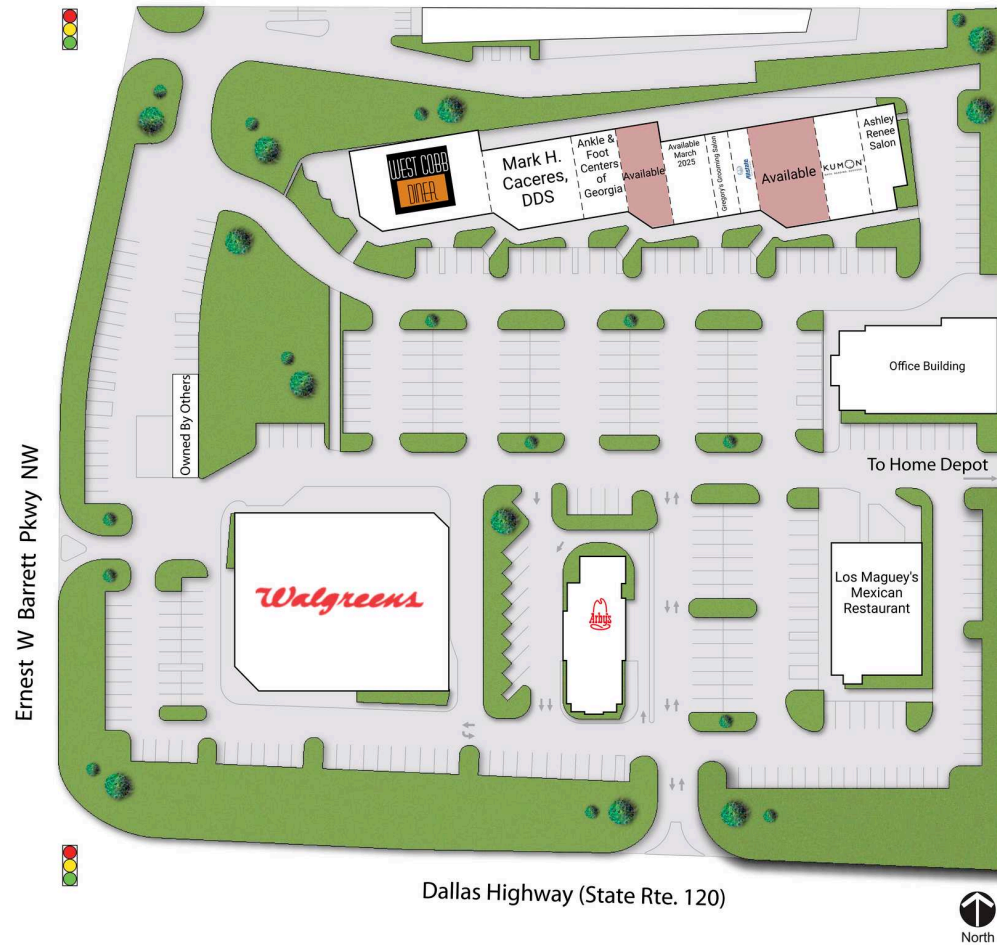 WEST COBB
DINER
Mark H.
Caceres,
DDS
Ankle &
Foot
Centers
of
Georgia
Available
Available
March
2025
Gregory's Grooming Salon
Allstate
Available
KUMON
Ashley
Renee
Salon
Office Building
Owned By Others
To Home Depot
Ernest W Barrett Pkwy NW
Walgreens
Arby's
Los Maguey's
Mexican
Restaurant
Dallas Highway (State Rte. 120)
North